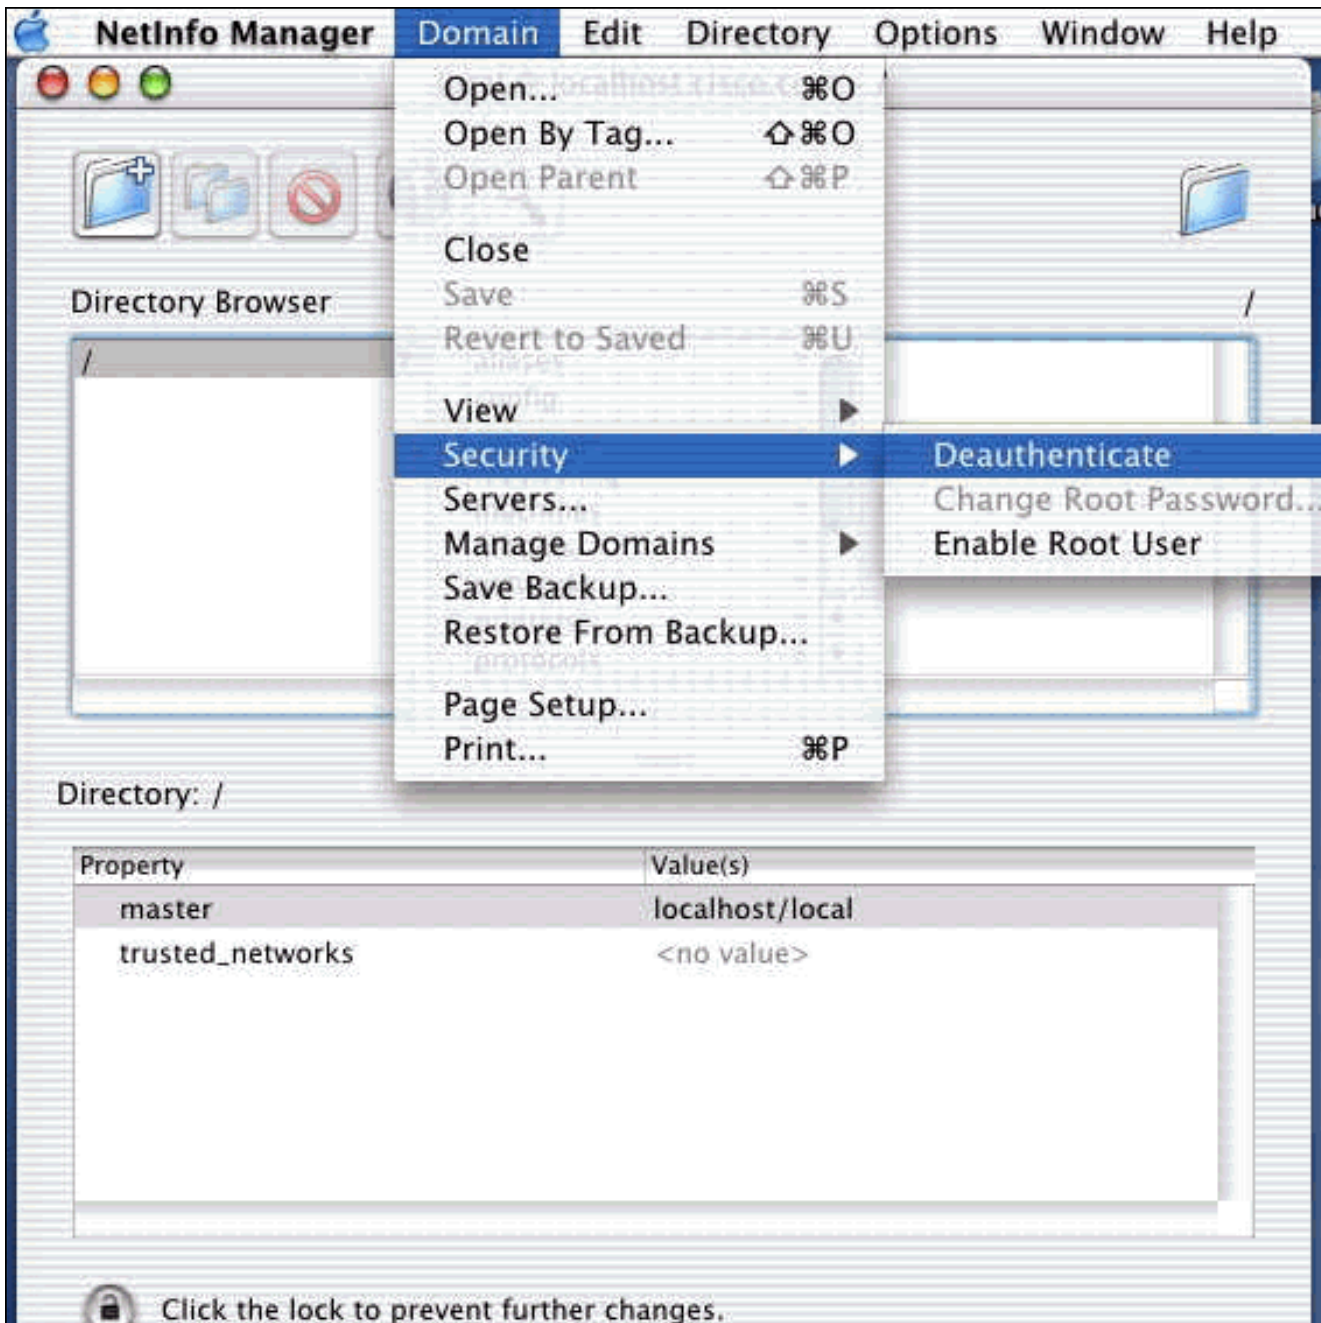 NetInfo Manager Domain Edit Directory Options Window Help
Open... ⌘O
Open By Tag... ⇧⌘O
Open Parent ⇧⌘P
Close
Save ⌘S
Revert to Saved ⌘U
View
Security
Servers...
Manage Domains
Save Backup...
Restore From Backup...
Page Setup...
Print... ⌘P
Deauthenticate
Change Root Password...
Enable Root User
Directory Browser /
/
protocols
Directory: /
Property Value(s)
master localhost/local
trusted_networks <no value>
Click the lock to prevent further changes.